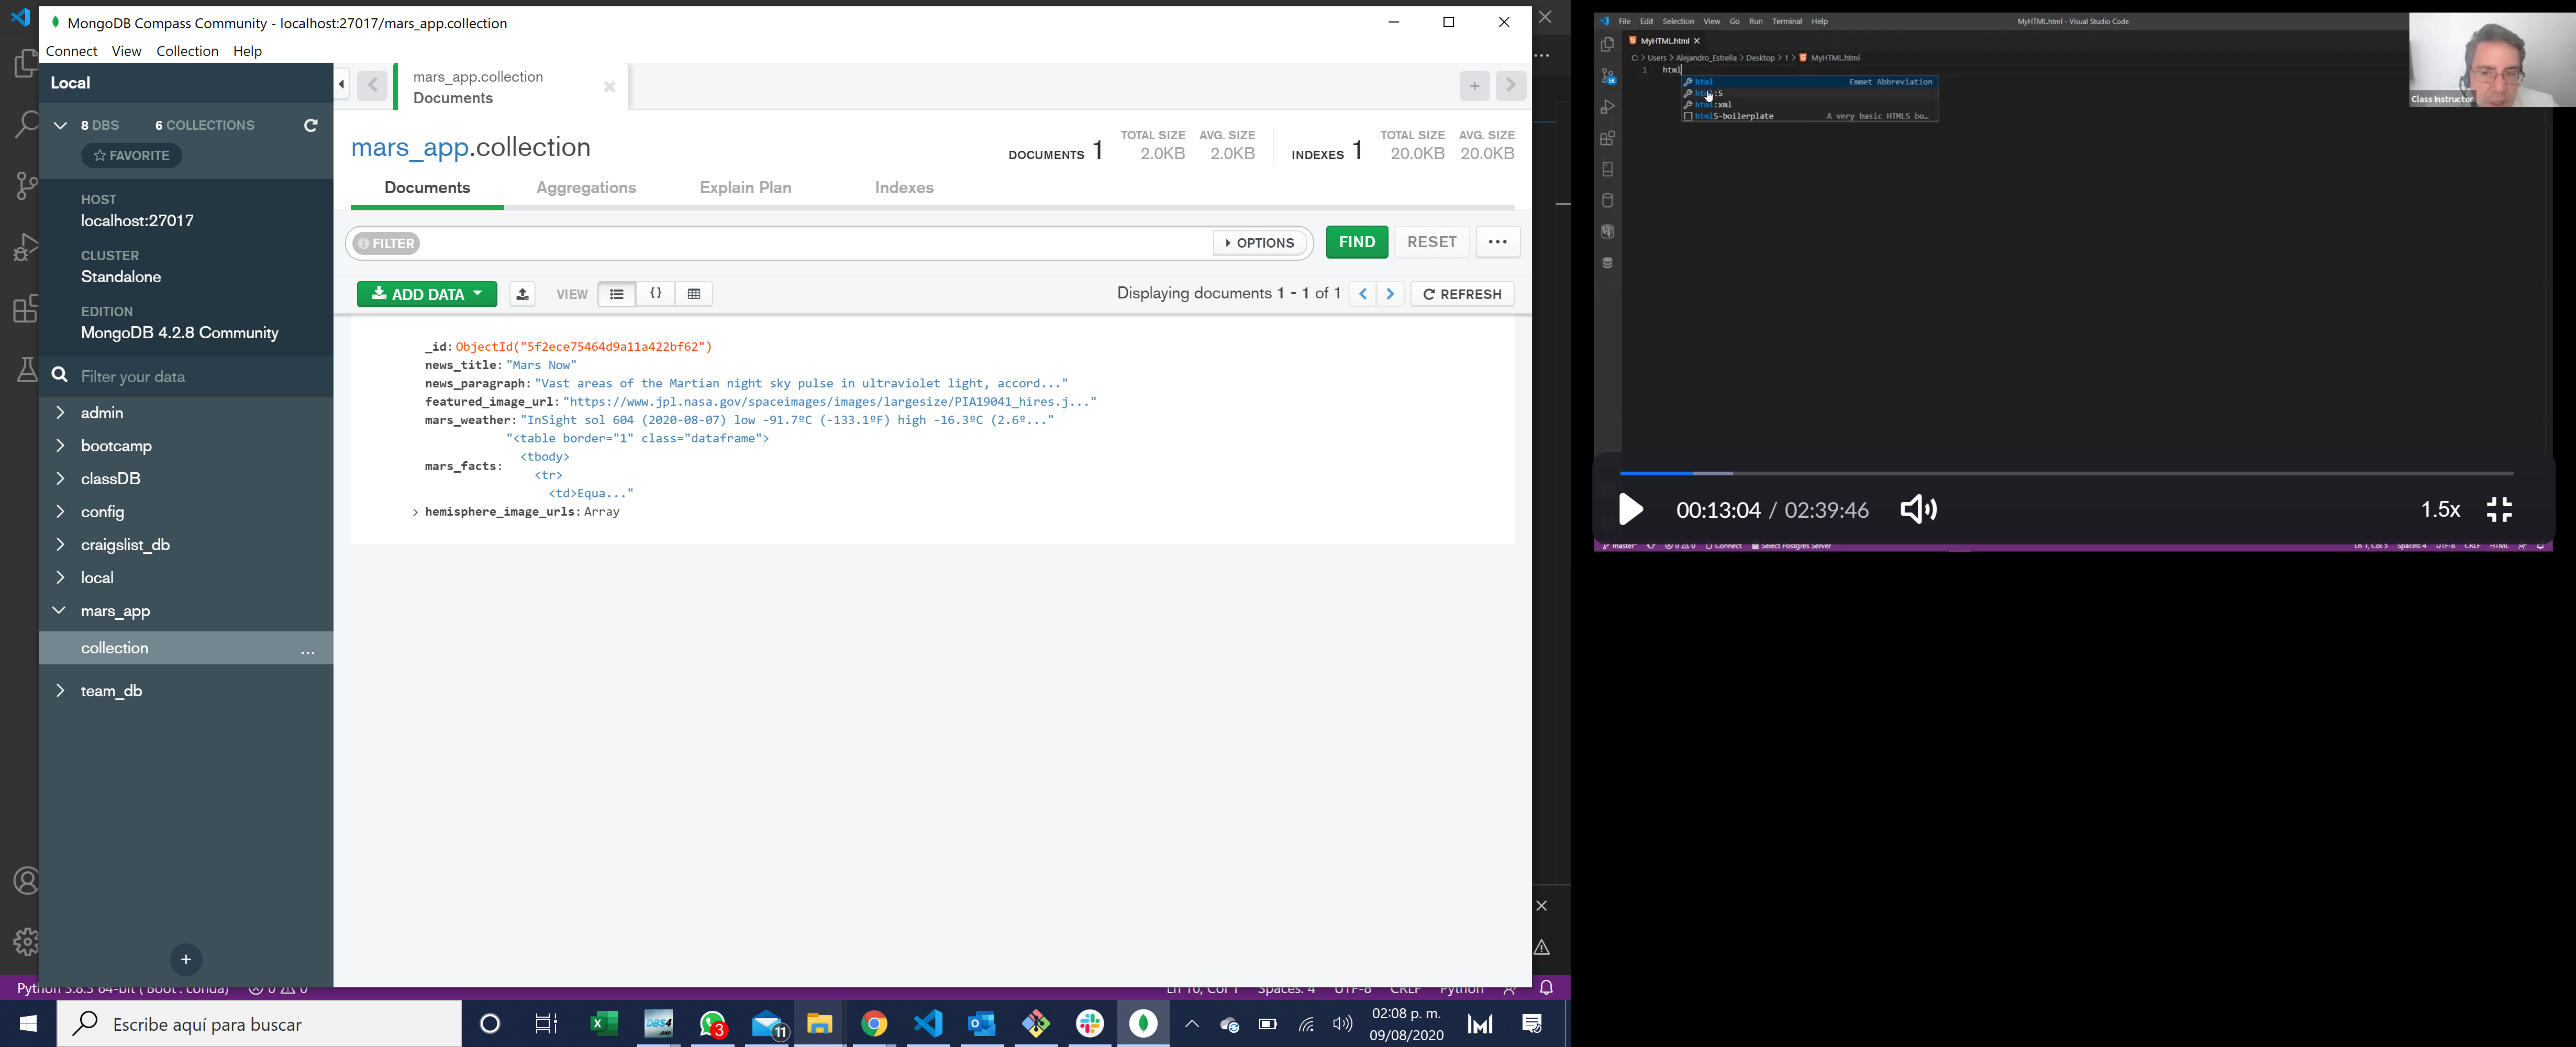 MongoDB Compass Community - localhost:27017/mars_app.collection
Connect View Collection Help
Local
8 DBS 6 COLLECTIONS
FAVORITE
HOST
localhost:27017
CLUSTER
Standalone
EDITION
MongoDB 4.2.8 Community
Filter your data
admin
bootcamp
classDB
config
craigslist_db
local
mars_app
collection ...
team_db
+
mars_app.collection
Documents
mars_app.collection
DOCUMENTS 1
TOTAL SIZE 2.0KB
AVG. SIZE 2.0KB
INDEXES 1
TOTAL SIZE 20.0KB
AVG. SIZE 20.0KB
Documents Aggregations Explain Plan Indexes
FILTER OPTIONS FIND RESET ...
ADD DATA VIEW {} Displaying documents 1 - 1 of 1 REFRESH
_id: ObjectId("5f2ece75464d9a11a422bf62")
news_title: "Mars Now"
news_paragraph: "Vast areas of the Martian night sky pulse in ultraviolet light, accord..."
featured_image_url: "https://www.jpl.nasa.gov/spaceimages/images/largesize/PIA19041_hires.j..."
mars_weather: "InSight sol 604 (2020-08-07) low -91.7ºC (-133.1ºF) high -16.3ºC (2.6º..."
"<table border="1" class="dataframe">
mars_facts: <tbody>
<tr>
<td>Equa..."
hemisphere_image_urls: Array
Python 3.8.3 64-bit ('Boot': conda) 0 0
Ln 10, Col 1 Spaces: 4 UTF-8 CRLF Python
Escribe aquí para buscar
DBS4
3
11
02:08 p. m.
09/08/2020
File Edit Selection View Go Run Terminal Help
MyHTML.html - Visual Studio Code
MyHTML.html
C: > Users > Alejandro_Estrella > Desktop > 1 > MyHTML.html
1 html
html Emmet Abbreviation
html:5
html:xml
html5-boilerplate A very basic HTML5 bo...
Class Instructor
00:13:04 / 02:39:46
1.5x
master* 0 0 Connect Select Postgres Server
Ln 1, Col 5 Spaces: 4 UTF-8 CRLF HTML